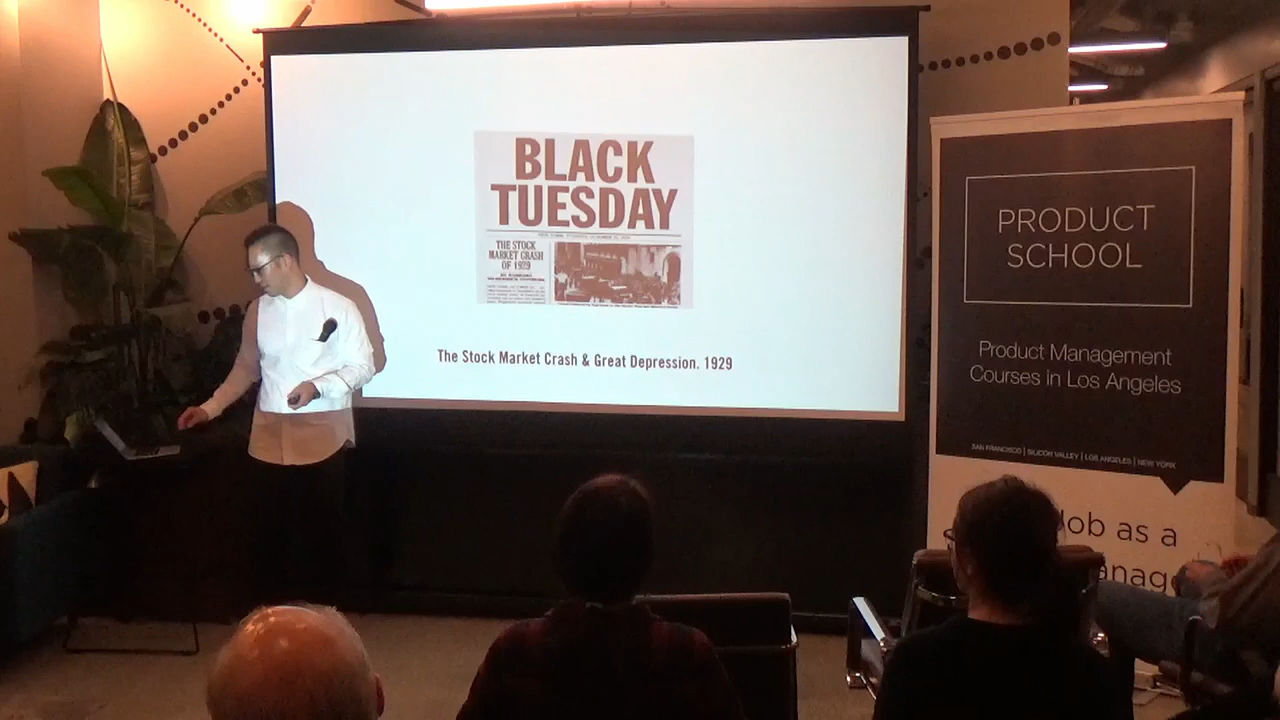 BLACK
TUESDAY
THE STOCK
MARKET CRASH
OF 1929
The Stock Market Crash & Great Depression. 1929
PRODUCT
SCHOOL
Product Management
Courses in Los Angeles
SAN FRANCISCO | SILICON VALLEY | LOS ANGELES | NEW YORK
Job as a